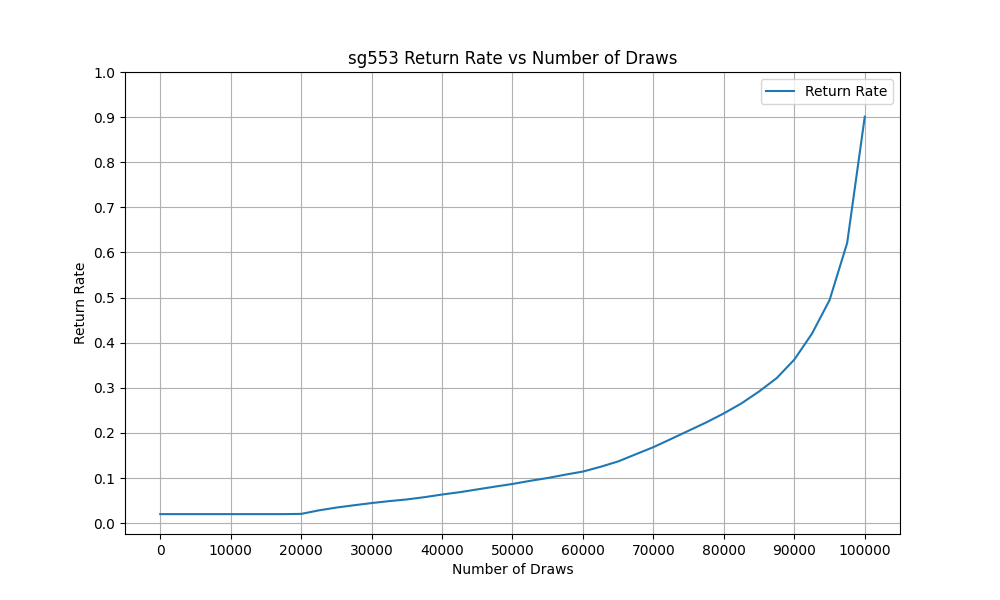 sg553 Return Rate vs Number of Draws
Return Rate
1.0
0.9
0.8
0.7
0.6
0.5
0.4
0.3
0.2
0.1
0.0
Return Rate
0 10000 20000 30000 40000 50000 60000 70000 80000 90000 100000
Number of Draws